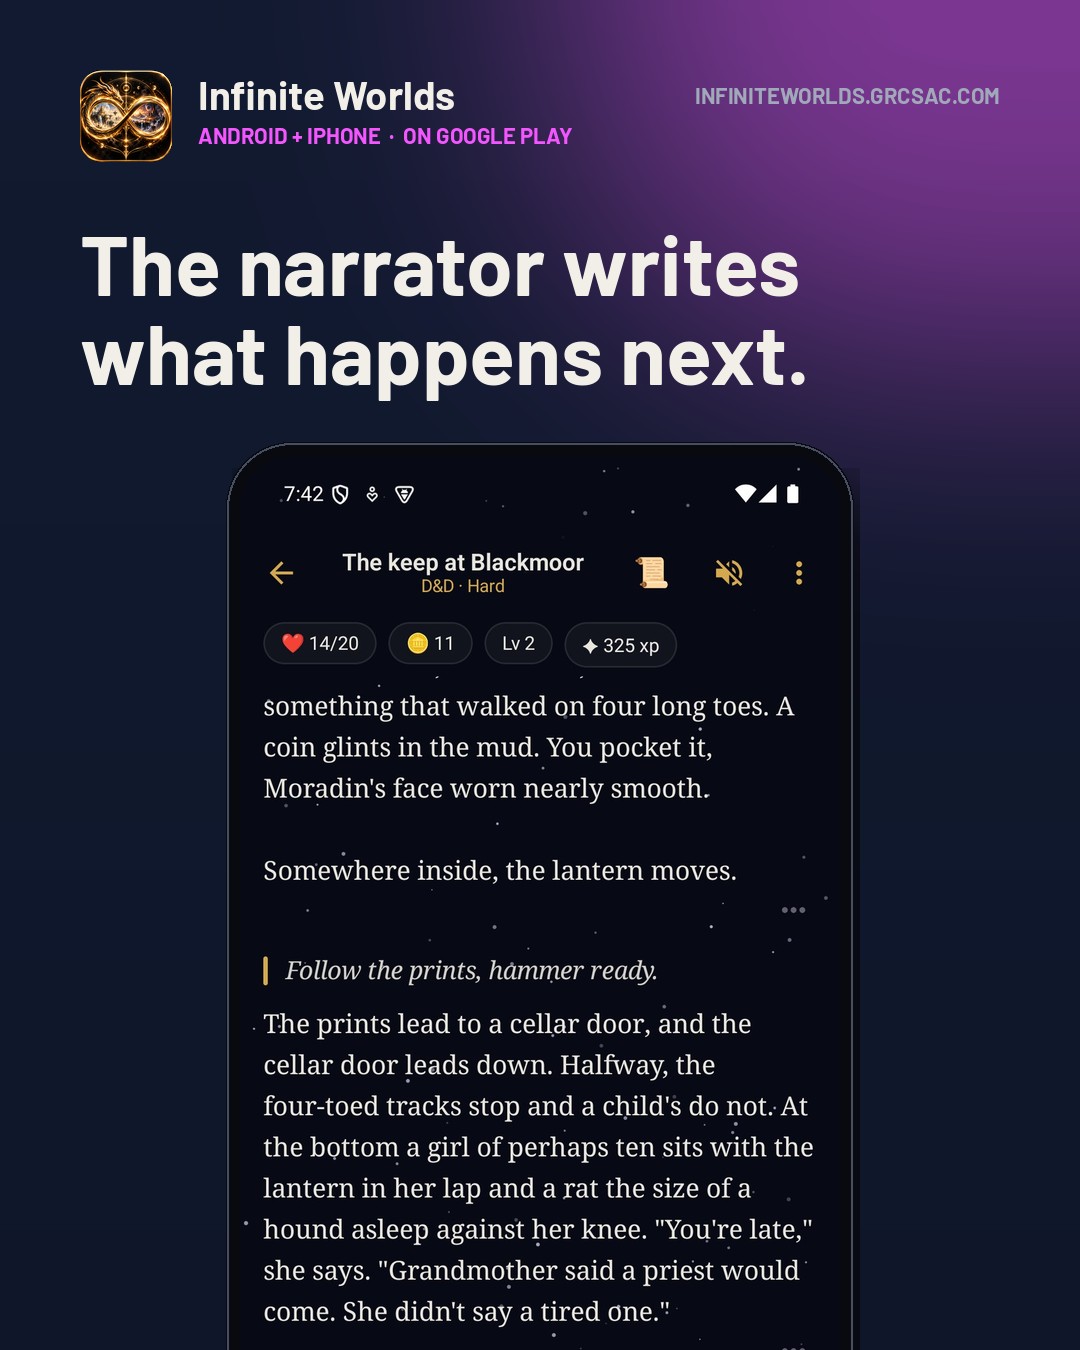 Infinite Worlds
ANDROID + IPHONE · ON GOOGLE PLAY
INFINITEWORLDS.GRCSAC.COM
The narrator writes
what happens next.
7:42
The keep at Blackmoor
D&D · Hard
14/20
11
Lv 2
325 xp
something that walked on four long toes. A
coin glints in the mud. You pocket it,
Moradin's face worn nearly smooth.
Somewhere inside, the lantern moves.
Follow the prints, hammer ready.
The prints lead to a cellar door, and the
cellar door leads down. Halfway, the
four-toed tracks stop and a child's do not. At
the bottom a girl of perhaps ten sits with the
lantern in her lap and a rat the size of a
hound asleep against her knee. "You're late,"
she says. "Grandmother said a priest would
come. She didn't say a tired one."